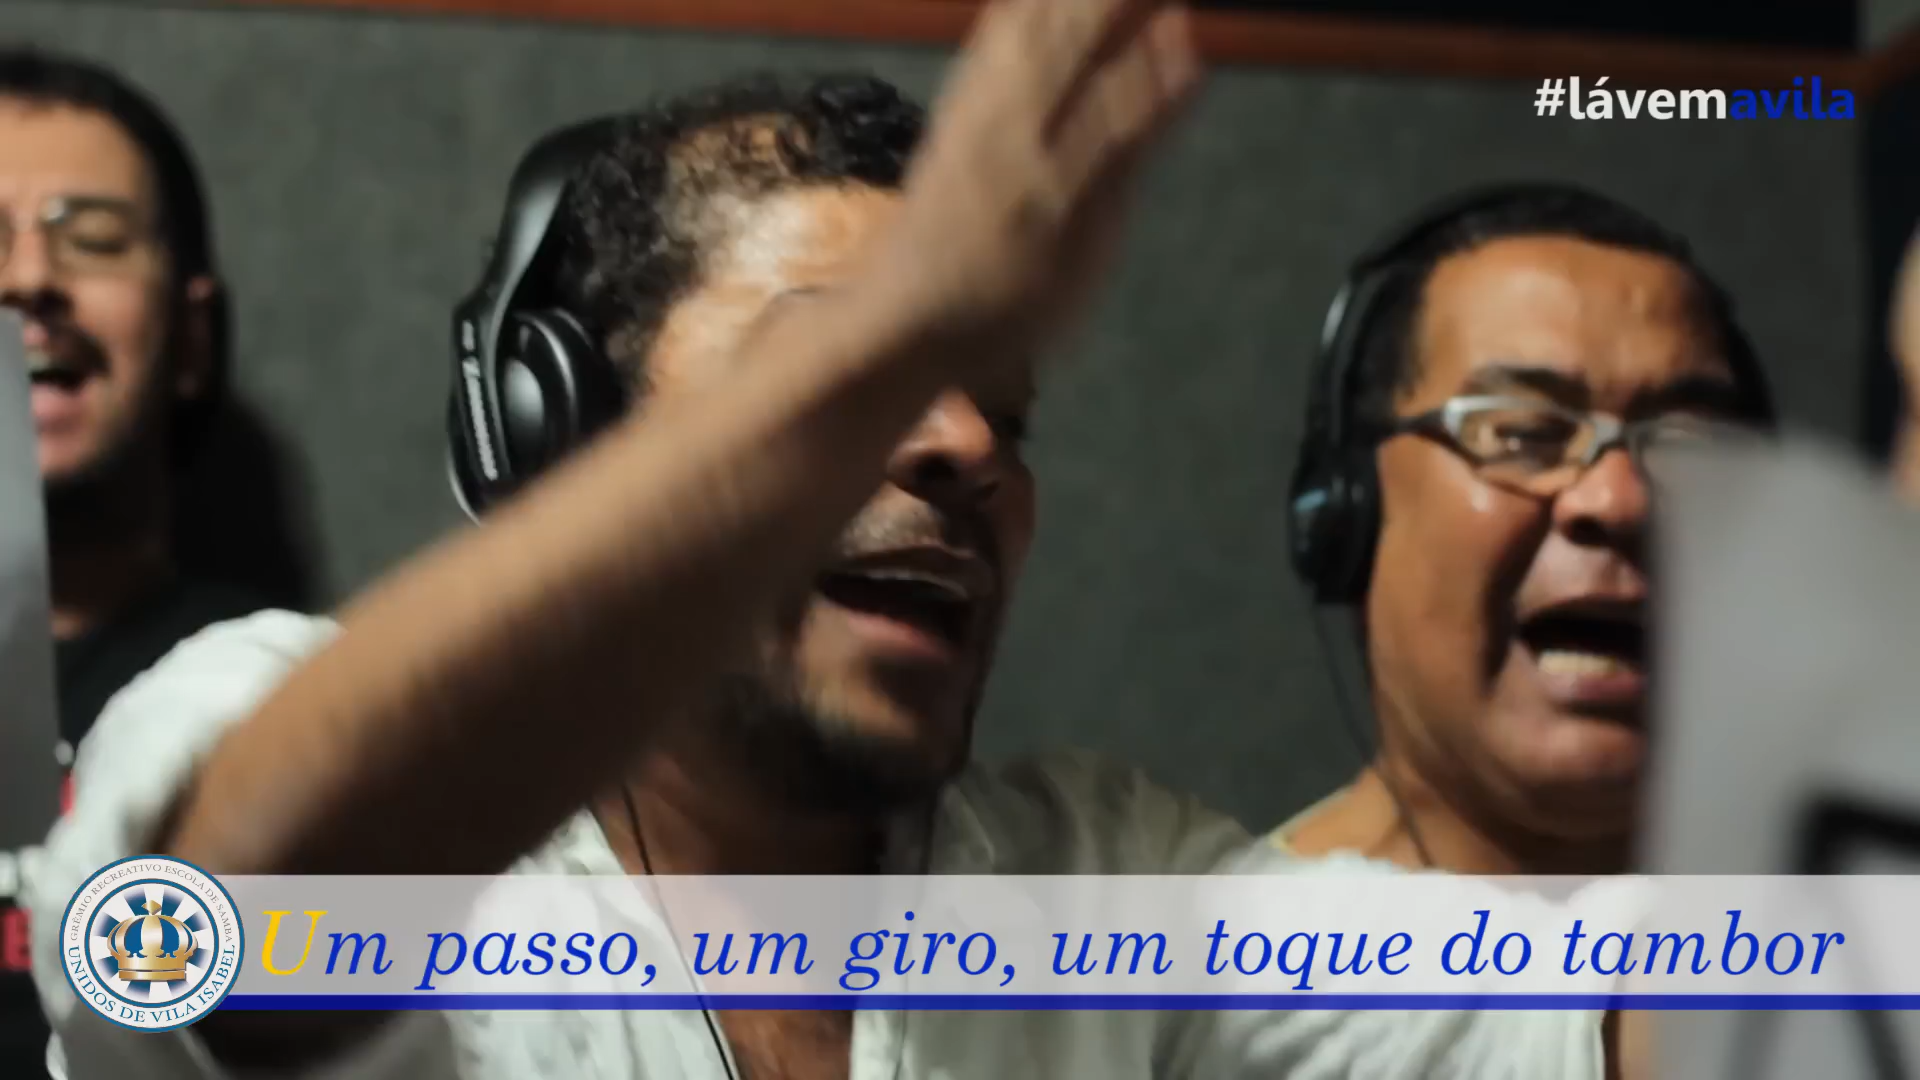 #lávemavila
GRÊMIO RECREATIVO ESCOLA DE SAMBA
UNIDOS DE VILA ISABEL
Um passo, um giro, um toque do tambor